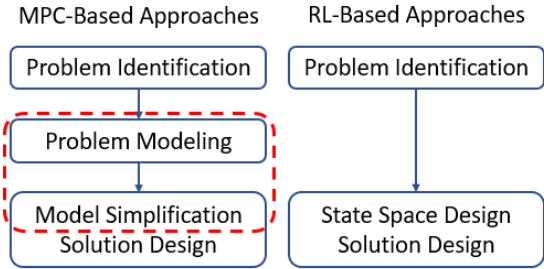 MPC-Based Approaches
Problem Identification
Problem Modeling
Model Simplification
Solution Design
RL-Based Approaches
Problem Identification
State Space Design
Solution Design